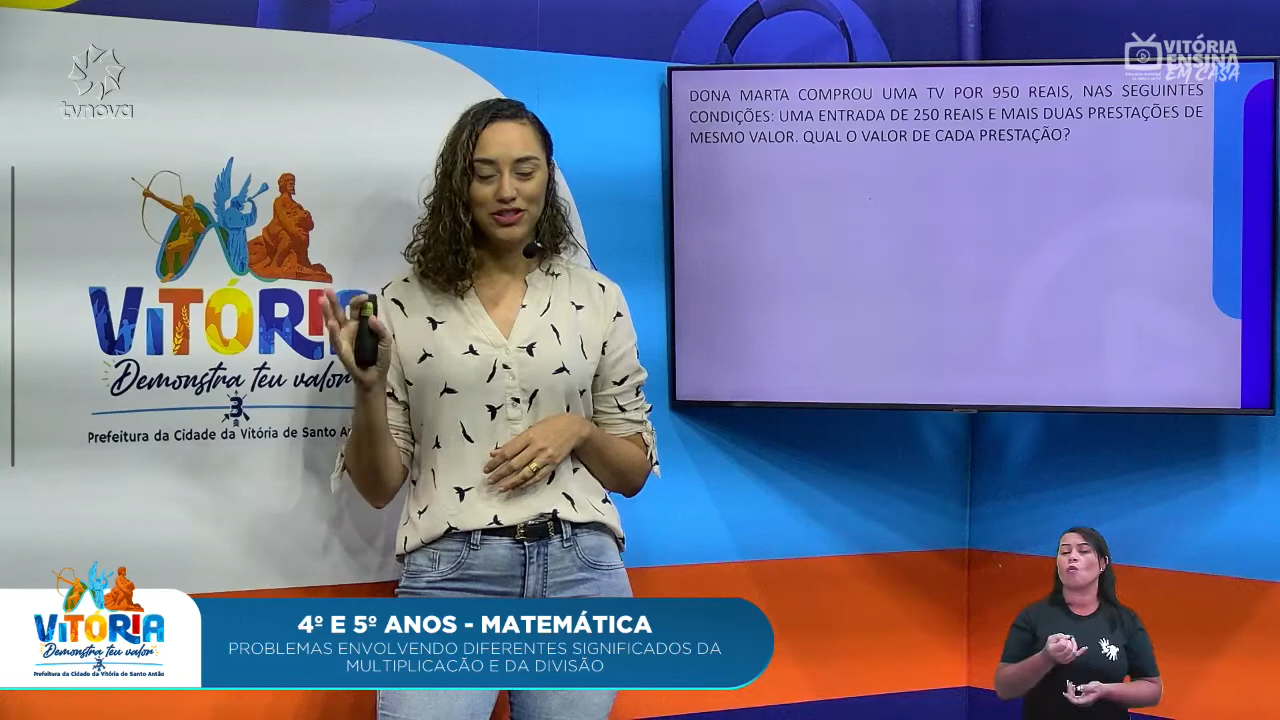 tvnova
VITÓRIA
ENSINA
EM CASA
DONA MARTA COMPROU UMA TV POR 950 REAIS, NAS SEGUINTES
CONDIÇÕES: UMA ENTRADA DE 250 REAIS E MAIS DUAS PRESTAÇÕES DE
MESMO VALOR. QUAL O VALOR DE CADA PRESTAÇÃO?
VITÓRIA
Demonstra teu valor
3
Prefeitura da Cidade da Vitória de Santo
4º E 5º ANOS - MATEMÁTICA
PROBLEMAS ENVOLVENDO DIFERENTES SIGNIFICADOS DA
MULTIPLICAÇÃO E DA DIVISÃO
VITÓRIA
Demonstra teu valor
3
Prefeitura da Cidade da Vitória de Santo Antão